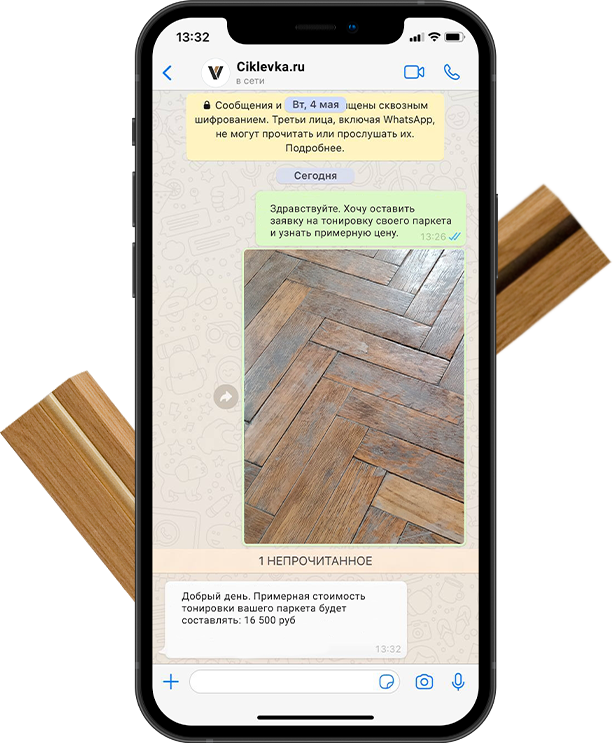 13:32
Ciklevka.ru
в сети
Сообщения и Вт, 4 мая ищены сквозным
шифрованием. Третьи лица, включая WhatsApp,
не могут прочитать или прослушать их.
Подробнее.
Сегодня
Здравствуйте. Хочу оставить
заявку на тонировку своего паркета
и узнать примерную цену.
13:26
1 НЕПРОЧИТАННОЕ
Добрый день. Примерная стоимость
тонировки вашего паркета будет
составлять: 16 500 руб
13:32